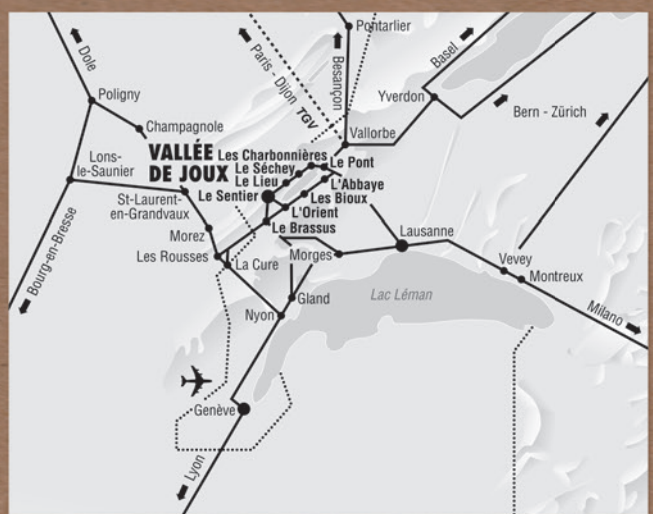 Pontarlier
Dole
Paris - Dijon TGV
Besançon
Basel
Poligny
Yverdon
Bern - Zürich
Champagnole
Vallorbe
VALLÉE
DE JOUX
Les Charbonnières
Le Pont
Lons-
le-Saunier
Le Séchey
Le Lieu
L'Abbaye
Le Sentier
Les Bioux
St-Laurent-
en-Grandvaux
L'Orient
Le Brassus
Lausanne
Morez
Morges
Vevey
Les Rousses
La Cure
Montreux
Bourg-en-Bresse
Gland
Lac Léman
Milano
Nyon
Genève
Lyon